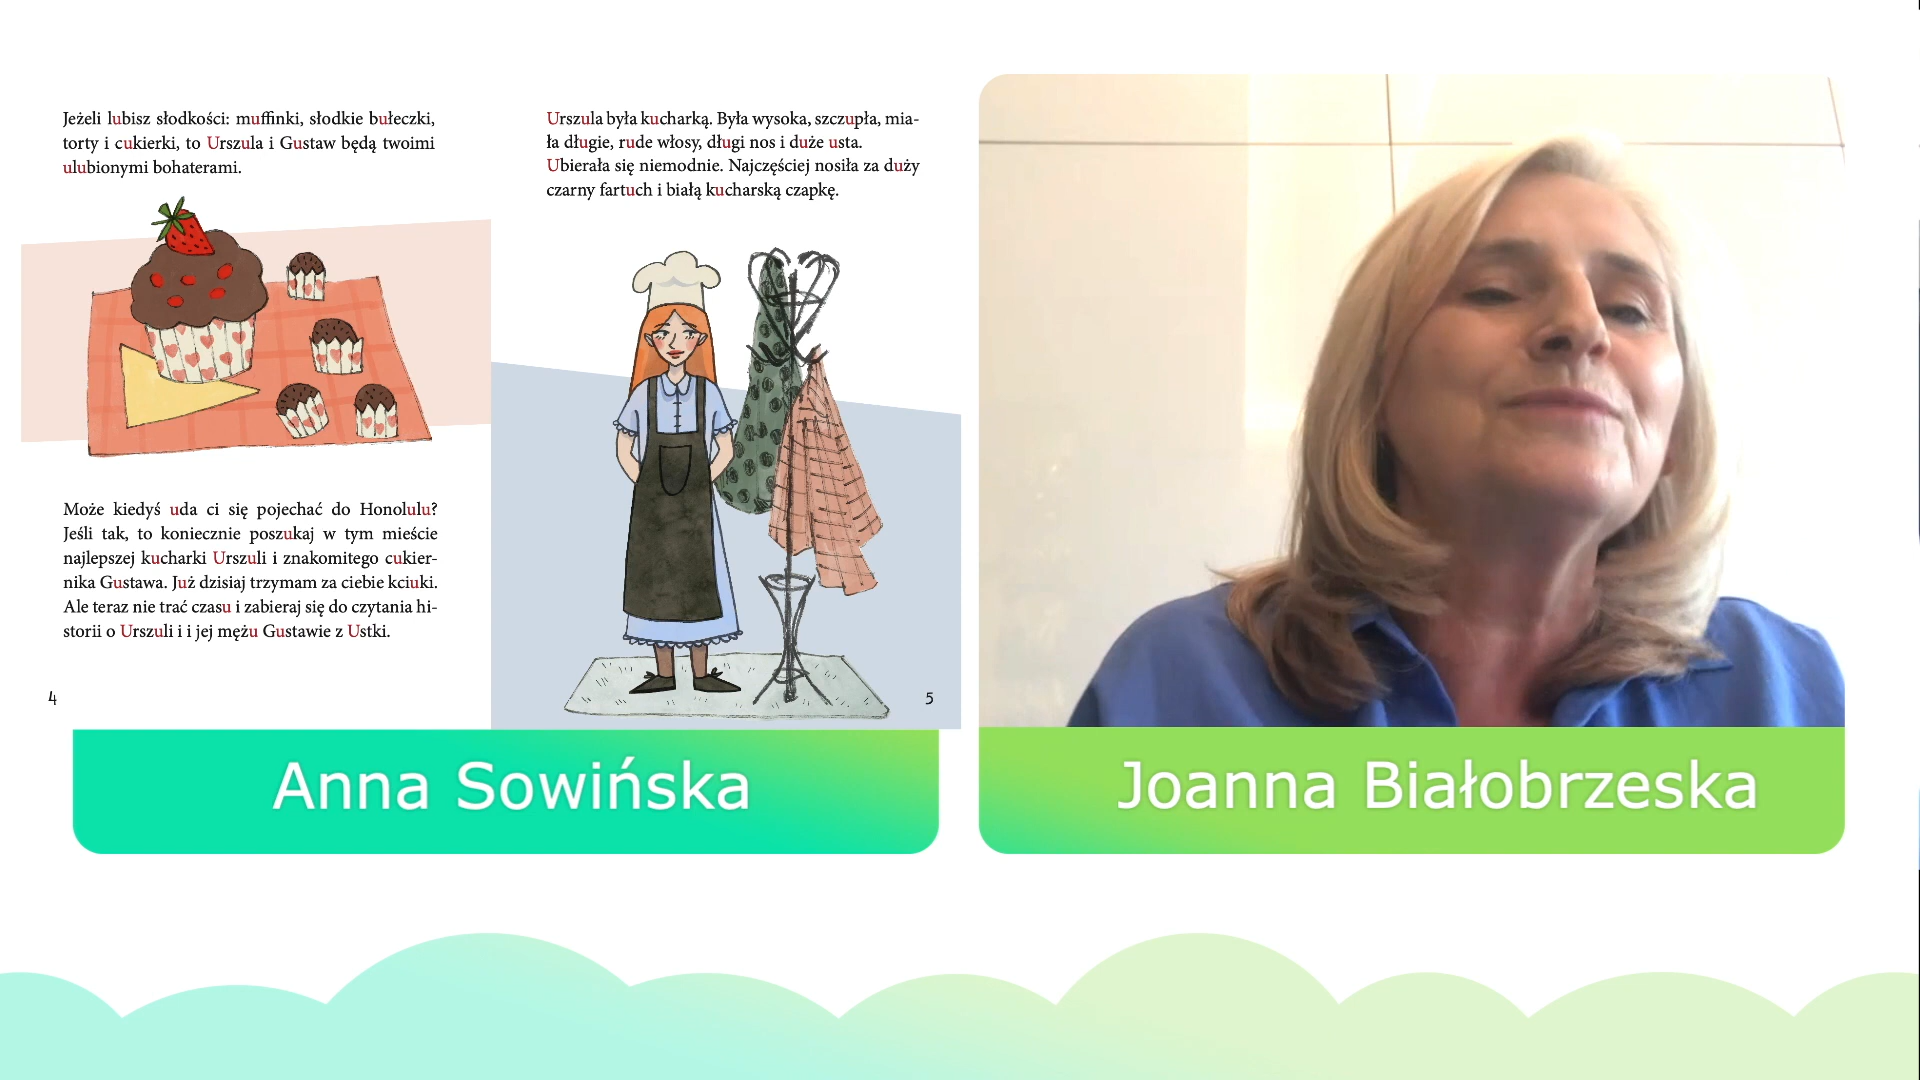 Jeżeli lubisz słodkości: muffinki, słodkie bułeczki,
torty i cukierki, to Urszula i Gustaw będą twoimi
ulubionymi bohaterami.
Może kiedyś uda ci się pojechać do Honolulu?
Jeśli tak, to koniecznie poszukaj w tym mieście
najlepszej kucharki Urszuli i znakomitego cukier-
nika Gustawa. Już dzisiaj trzymam za ciebie kciuki.
Ale teraz nie trać czasu i zabieraj się do czytania hi-
storii o Urszuli i i jej mężu Gustawie z Ustki.
4
Urszula była kucharką. Była wysoka, szczupła, mia-
ła długie, rude włosy, długi nos i duże usta.
Ubierała się niemodnie. Najczęściej nosiła za duży
czarny fartuch i białą kucharską czapkę.
5
Anna Sowińska
Joanna Białobrzeska